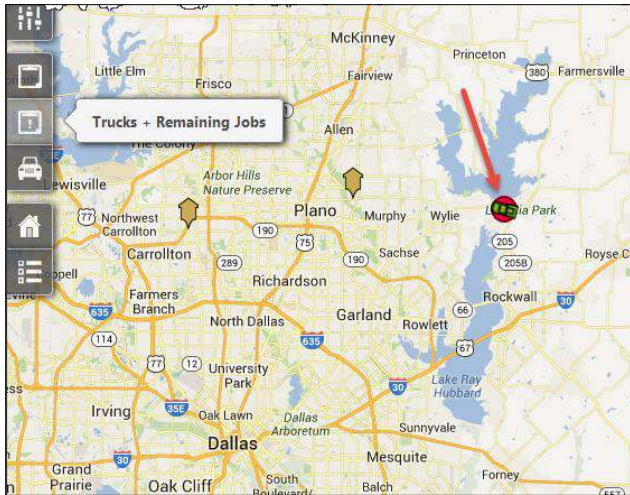 McKinney
Princeton
380
Farmersville
Little Elm
Frisco
Fairview
Trucks + Remaining Jobs
Allen
The Colony
Lewisville
Arbor Hills
Nature Preserve
77
Northwest
Carrollton
190
Plano
75
Murphy
Wylie
Park
Carrollton
289
190
Sachse
205
205B
Royse C
Richardson
Farmers
Branch
635
North Dallas
Garland
Rowlett
66
Rockwall
30
114
635
67
77
12
University
Park
30
Lake Ray
Hubbard
Irving
35E
Oak Lawn
Dallas
Arboretum
Sunnyvale
Dallas
30
Mesquite
Grand
Prairie
Oak Cliff
South
Boulevard/
Balch
Forney
557